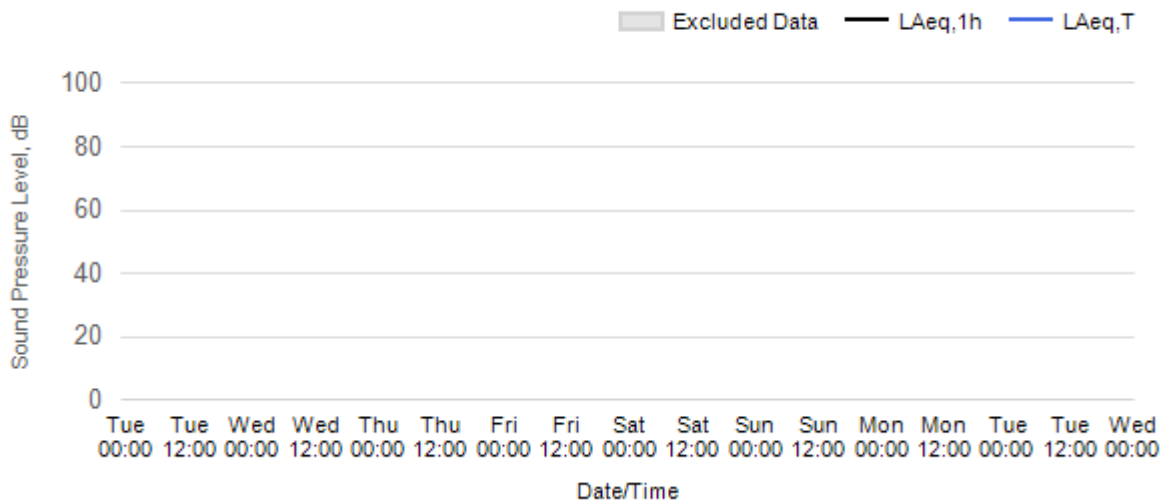 Excluded Data LAeq,1h LAeq,T
Sound Pressure Level, dB
100
80
60
40
20
0
Tue Tue Wed Wed Thu Thu Fri Fri Sat Sat Sun Sun Mon Mon Tue Tue Wed
00:00 12:00 00:00 12:00 00:00 12:00 00:00 12:00 00:00 12:00 00:00 12:00 00:00 12:00 00:00 12:00 00:00
Date/Time